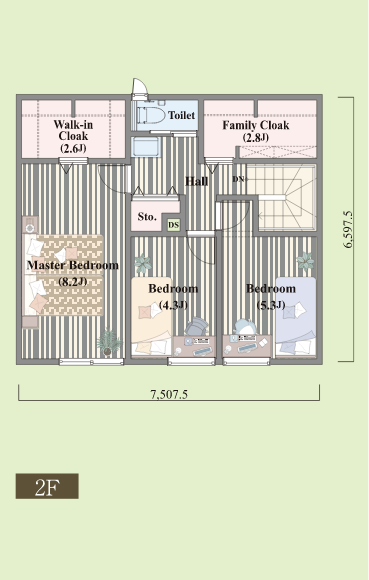 Toilet
Walk-in
Cloak
(2.6J)
Family Cloak
(2.8J)
Hall
DN
Sto.
DS
Master Bedroom
(8.2J)
Bedroom
(4.3J)
Bedroom
(5.3J)
6,597.5
7,507.5
2F